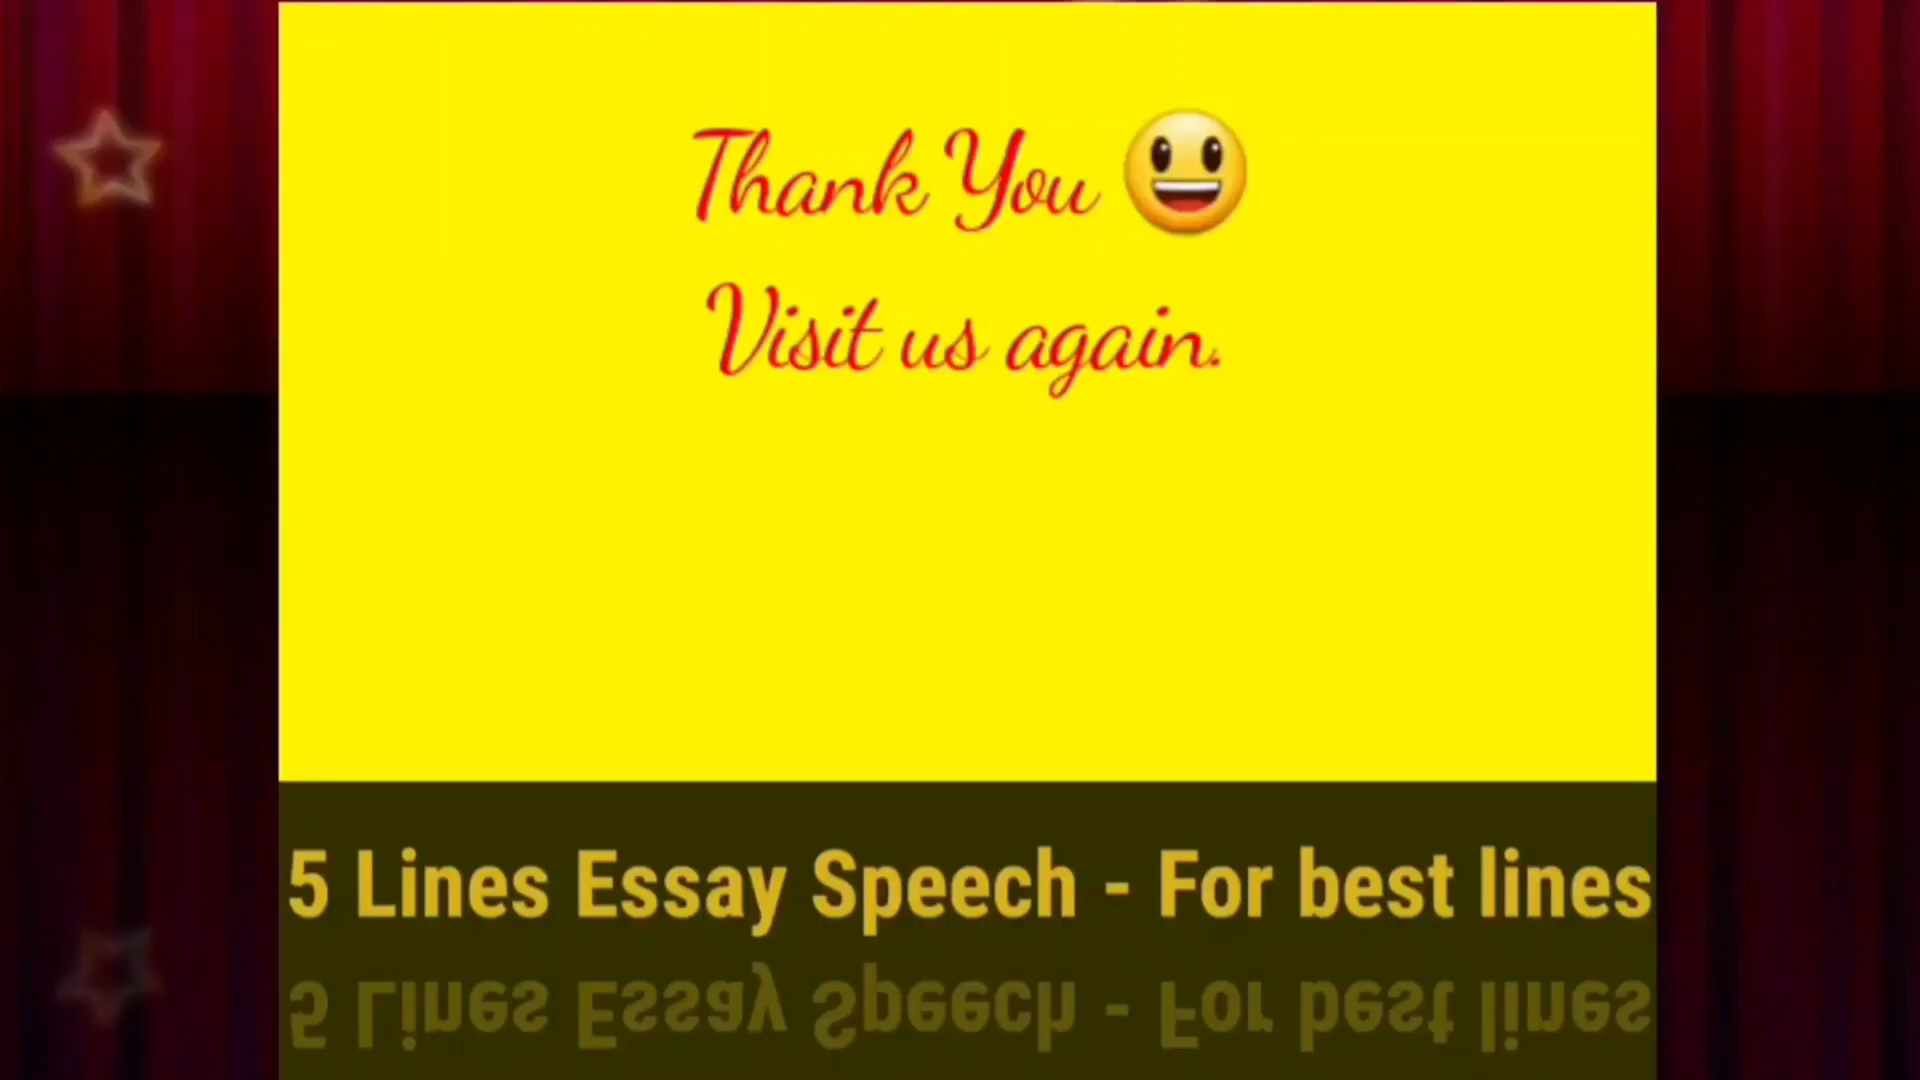 Thank You 😃
Visit us again.
5 Lines Essay Speech - For best lines